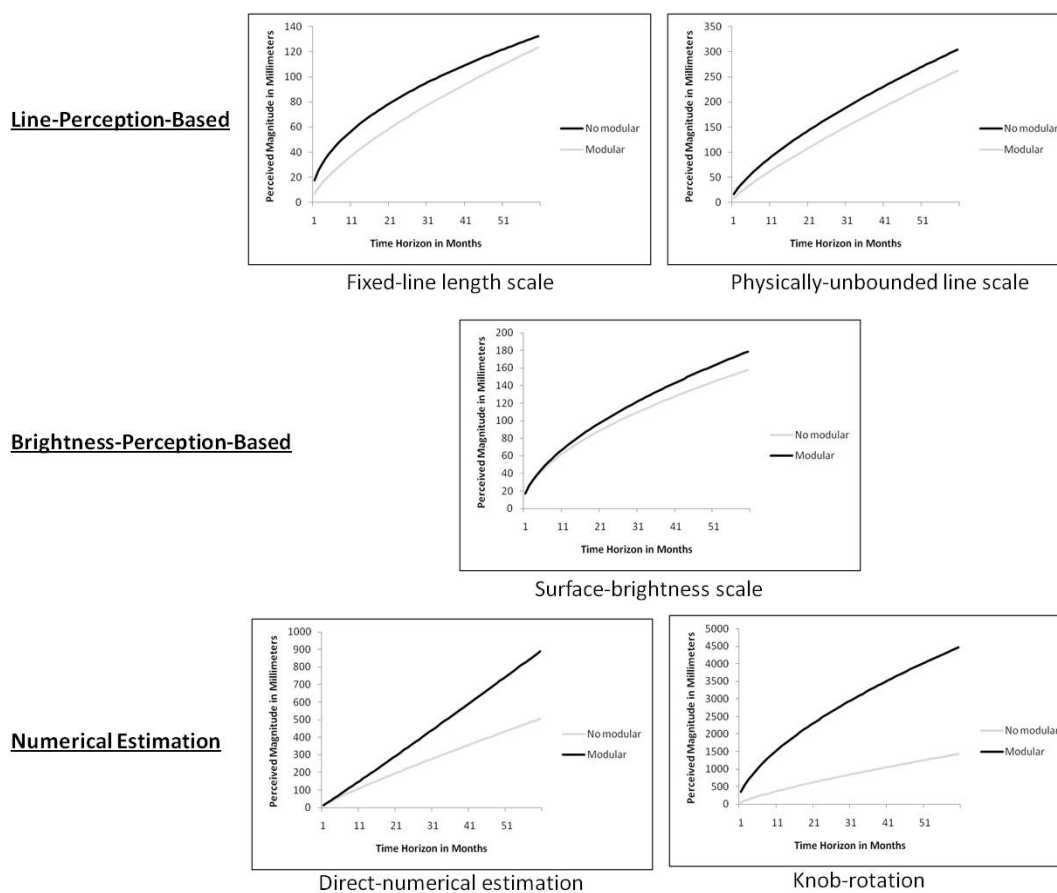 Line-Perception-Based
Perceived Magnitude in Millimeters
140
120
100
80
60
40
20
0
1 11 21 31 41 51
Time Horizon in Months
No modular
Modular
Fixed-line length scale
Perceived Magnitude in Millimeters
350
300
250
200
150
100
50
0
1 11 21 31 41 51
Time Horizon in Months
No modular
Modular
Physically-unbounded line scale
Brightness-Perception-Based
Perceived Magnitude in Millimeters
200
180
160
140
120
100
80
60
40
20
0
1 11 21 31 41 51
Time Horizon in Months
No modular
Modular
Surface-brightness scale
Numerical Estimation
Perceived Magnitude in Millimeters
1000
900
800
700
600
500
400
300
200
100
0
1 11 21 31 41 51
Time Horizon in Months
No modular
Modular
Direct-numerical estimation
Perceived Magnitude in Millimeters
5000
4500
4000
3500
3000
2500
2000
1500
1000
500
0
1 11 21 31 41 51
Time Horizon in Months
No modular
Modular
Knob-rotation